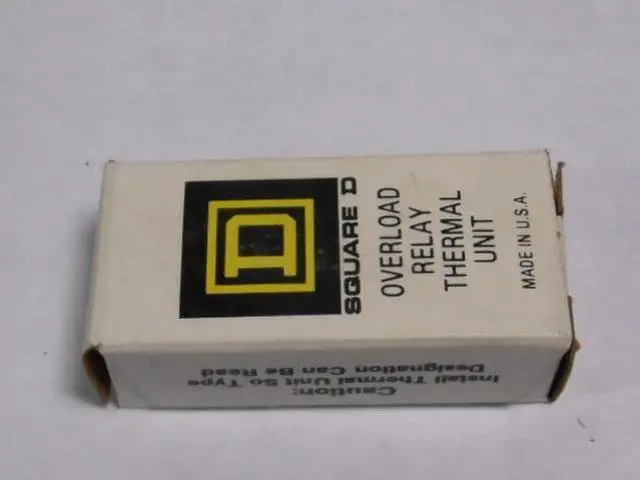 D
SQUARE D
OVERLOAD
RELAY
THERMAL
UNIT
MADE IN U.S.A.
Caution:
Install Thermal Unit So Type
Designation Can Be Read